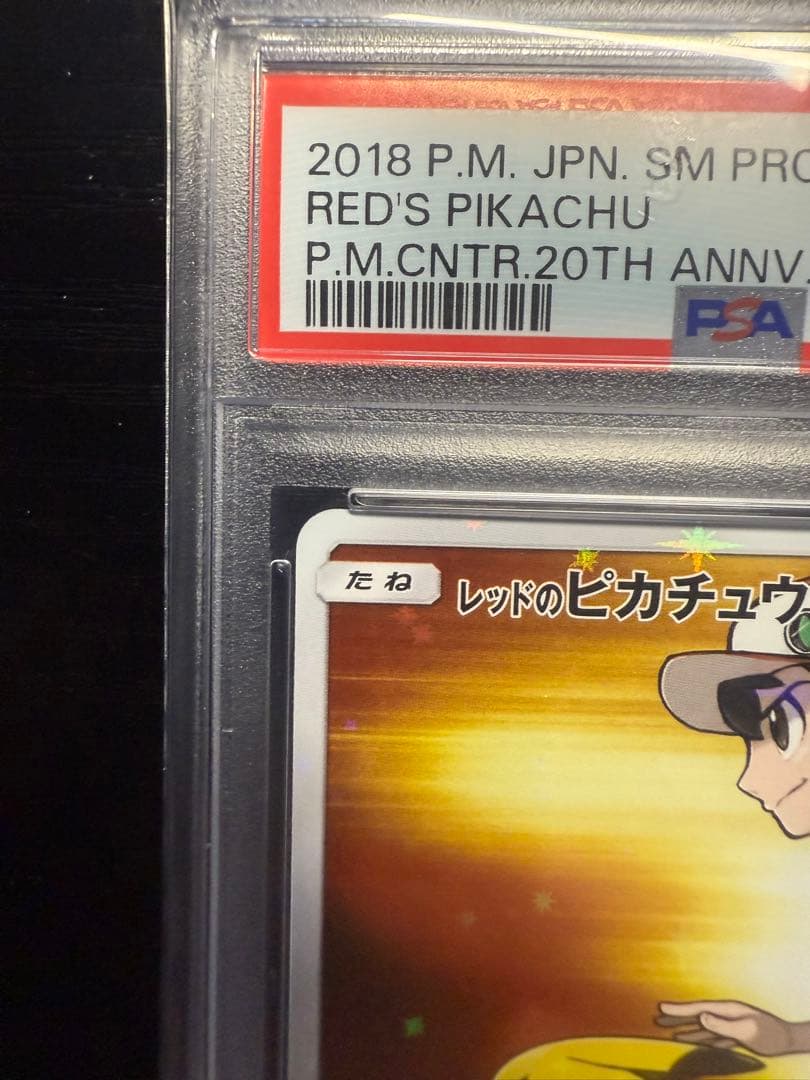 2018 P.M. JPN. SM PRO
RED'S PIKACHU
P.M.CNTR.20TH ANNV.
PSA
たね
レッドのピカチュウ